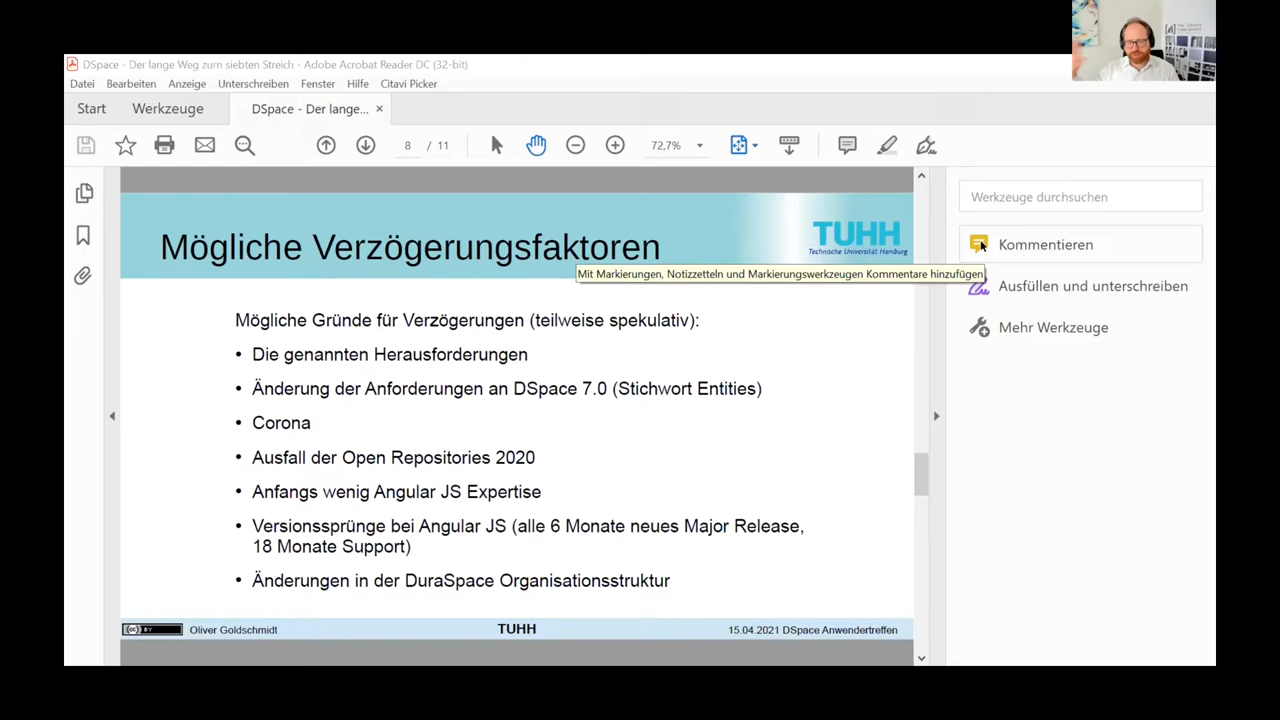 DSpace - Der lange Weg zum siebten Streich - Adobe Acrobat Reader DC (32-bit)
Datei Bearbeiten Anzeige Unterschreiben Fenster Hilfe Citavi Picker
Start Werkzeuge DSpace - Der lange... ×
8 / 11 72,7%
Werkzeuge durchsuchen
Kommentieren
Ausfüllen und unterschreiben
Mehr Werkzeuge
Mit Markierungen, Notizzetteln und Markierungswerkzeugen Kommentare hinzufügen
Mögliche Verzögerungsfaktoren
TUHH
Technische Universität Hamburg
Mögliche Gründe für Verzögerungen (teilweise spekulativ):
• Die genannten Herausforderungen
• Änderung der Anforderungen an DSpace 7.0 (Stichwort Entities)
• Corona
• Ausfall der Open Repositories 2020
• Anfangs wenig Angular JS Expertise
• Versionssprünge bei Angular JS (alle 6 Monate neues Major Release,
18 Monate Support)
• Änderungen in der DuraSpace Organisationsstruktur
(cc) BY Oliver Goldschmidt TUHH 15.04.2021 DSpace Anwendertreffen